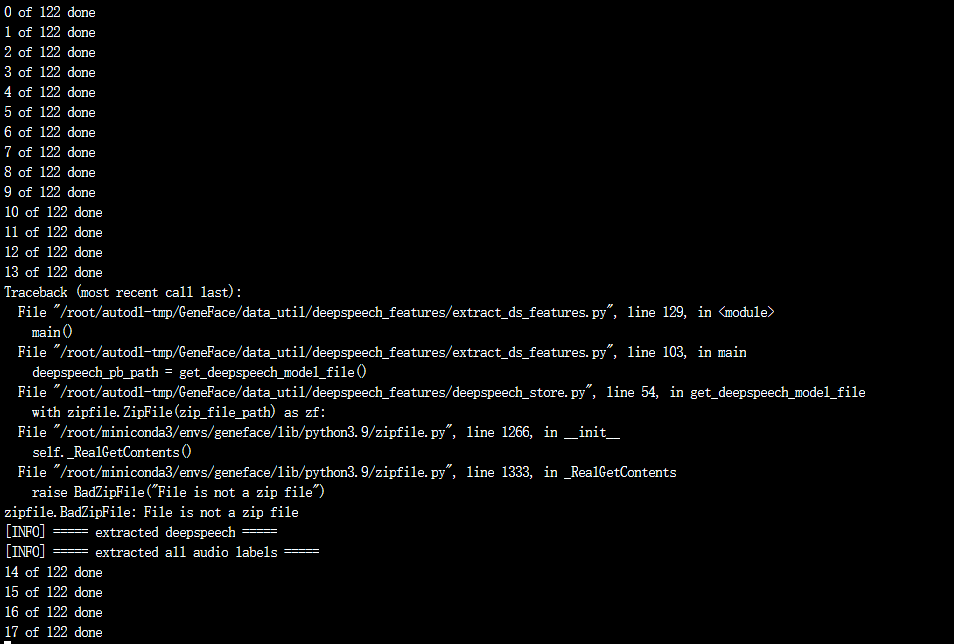 0 of 122 done
1 of 122 done
2 of 122 done
3 of 122 done
4 of 122 done
5 of 122 done
6 of 122 done
7 of 122 done
8 of 122 done
9 of 122 done
10 of 122 done
11 of 122 done
12 of 122 done
13 of 122 done
Traceback (most recent call last):
  File "/root/autodl-tmp/GeneFace/data_util/deepspeech_features/extract_ds_features.py", line 129, in <module>
    main()
  File "/root/autodl-tmp/GeneFace/data_util/deepspeech_features/extract_ds_features.py", line 103, in main
    deepspeech_pb_path = get_deepspeech_model_file()
  File "/root/autodl-tmp/GeneFace/data_util/deepspeech_features/deepspeech_store.py", line 54, in get_deepspeech_model_file
    with zipfile.ZipFile(zip_file_path) as zf:
  File "/root/miniconda3/envs/geneface/lib/python3.9/zipfile.py", line 1266, in __init__
    self._RealGetContents()
  File "/root/miniconda3/envs/geneface/lib/python3.9/zipfile.py", line 1333, in _RealGetContents
    raise BadZipFile("File is not a zip file")
zipfile.BadZipFile: File is not a zip file
[INFO] ===== extracted deepspeech =====
[INFO] ===== extracted all audio labels =====
14 of 122 done
15 of 122 done
16 of 122 done
17 of 122 done